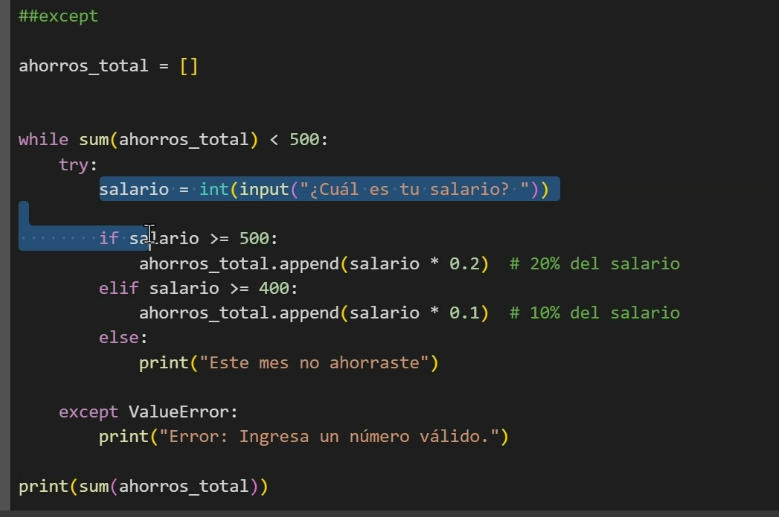 ##except
ahorros_total = []
while sum(ahorros_total) < 500:
try:
salario = int(input("¿Cuál es tu salario? "))
if salario >= 500:
ahorros_total.append(salario * 0.2)  # 20% del salario
elif salario >= 400:
ahorros_total.append(salario * 0.1)  # 10% del salario
else:
print("Este mes no ahorraste")
except ValueError:
print("Error: Ingresa un número válido.")
print(sum(ahorros_total))